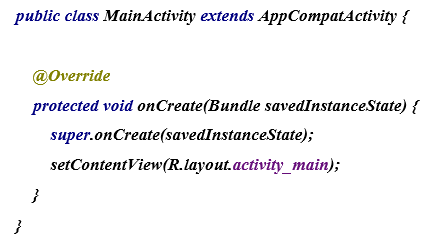 public class MainActivity extends AppCompatActivity {
@Override
protected void onCreate(Bundle savedInstanceState) {
super.onCreate(savedInstanceState);
setContentView(R.layout.activity_main);
}
}